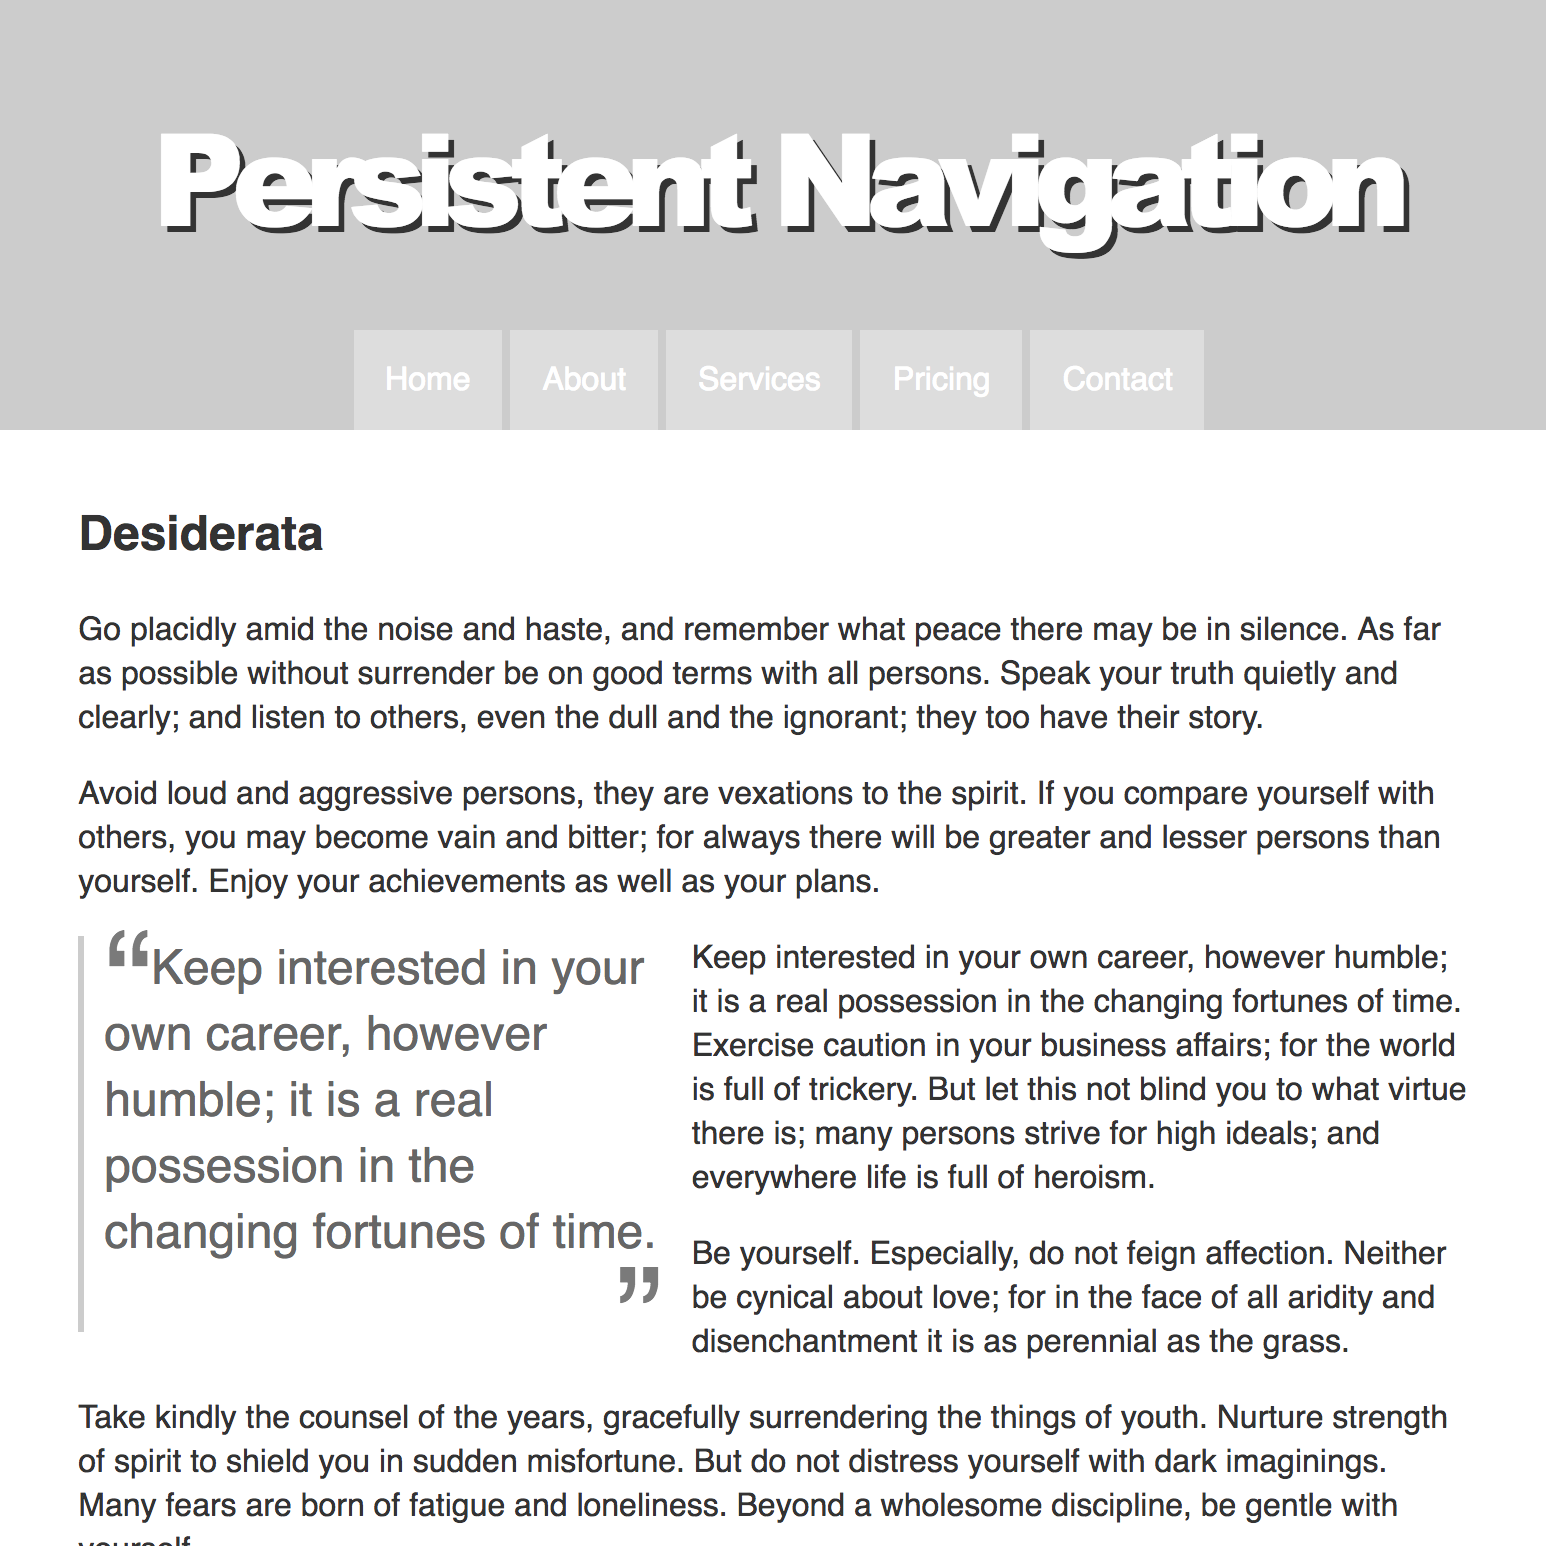 Persistent Navigation
Home About Services Pricing Contact
Desiderata
Go placidly amid the noise and haste, and remember what peace there may be in silence. As far
as possible without surrender be on good terms with all persons. Speak your truth quietly and
clearly; and listen to others, even the dull and the ignorant; they too have their story.
Avoid loud and aggressive persons, they are vexations to the spirit. If you compare yourself with
others, you may become vain and bitter; for always there will be greater and lesser persons than
yourself. Enjoy your achievements as well as your plans.
“Keep interested in your
own career, however
humble; it is a real
possession in the
changing fortunes of time.
”
Keep interested in your own career, however humble;
it is a real possession in the changing fortunes of time.
Exercise caution in your business affairs; for the world
is full of trickery. But let this not blind you to what virtue
there is; many persons strive for high ideals; and
everywhere life is full of heroism.
Be yourself. Especially, do not feign affection. Neither
be cynical about love; for in the face of all aridity and
disenchantment it is as perennial as the grass.
Take kindly the counsel of the years, gracefully surrendering the things of youth. Nurture strength
of spirit to shield you in sudden misfortune. But do not distress yourself with dark imaginings.
Many fears are born of fatigue and loneliness. Beyond a wholesome discipline, be gentle with
yourself